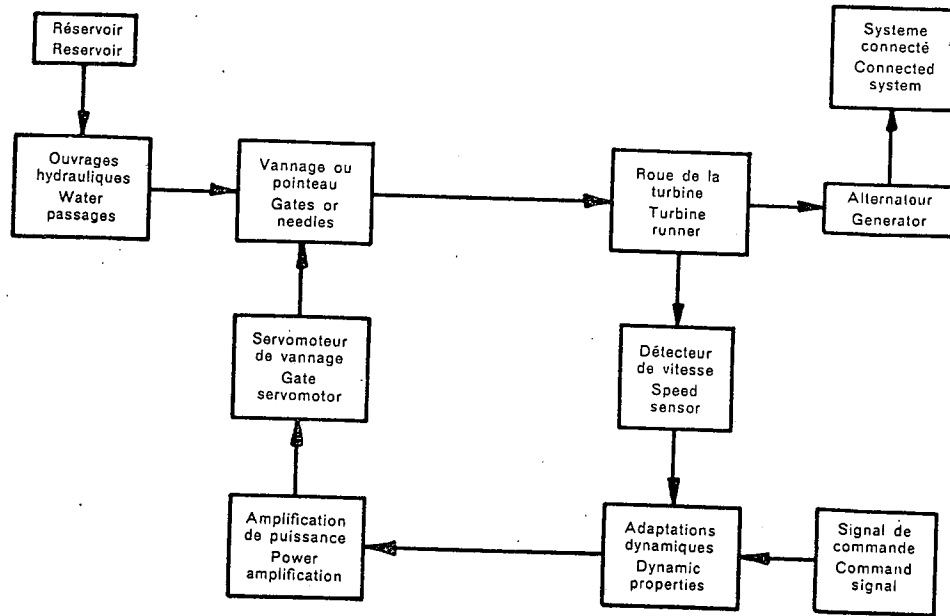 Réservoir
Reservoir
Systeme
connecté
Connected
system
Ouvrages
hydrauliques
Water
passages
Vannage ou
pointeau
Gates or
needles
Roue de la
turbine
Turbine
runner
Alternatour
Generator
Servomoteur
de vannage
Gate
servomotor
Détecteur
de vitesse
Speed
sensor
Amplification
de puissance
Power
amplification
Adaptations
dynamiques
Dynamic
properties
Signal de
commande
Command
signal